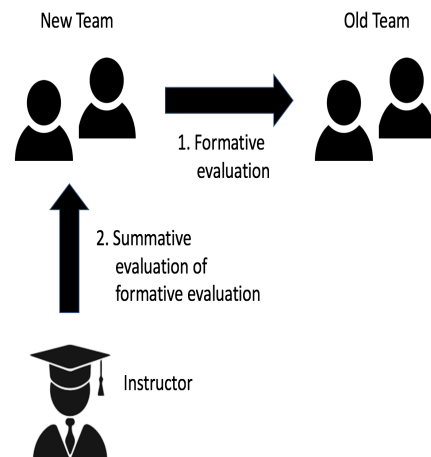 New Team
Old Team
1. Formative
evaluation
2. Summative
evaluation of
formative evaluation
Instructor